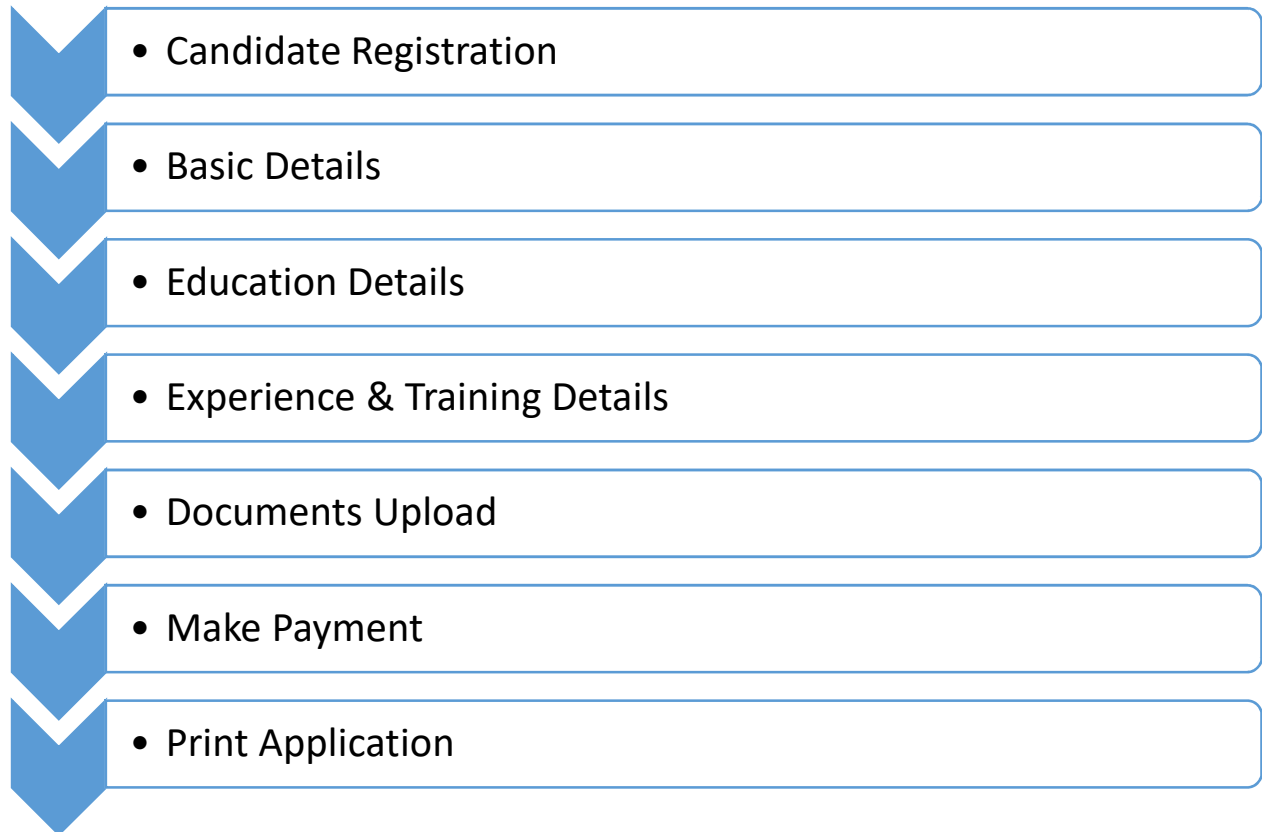 • Candidate Registration
• Basic Details
• Education Details
• Experience & Training Details
• Documents Upload
• Make Payment
• Print Application